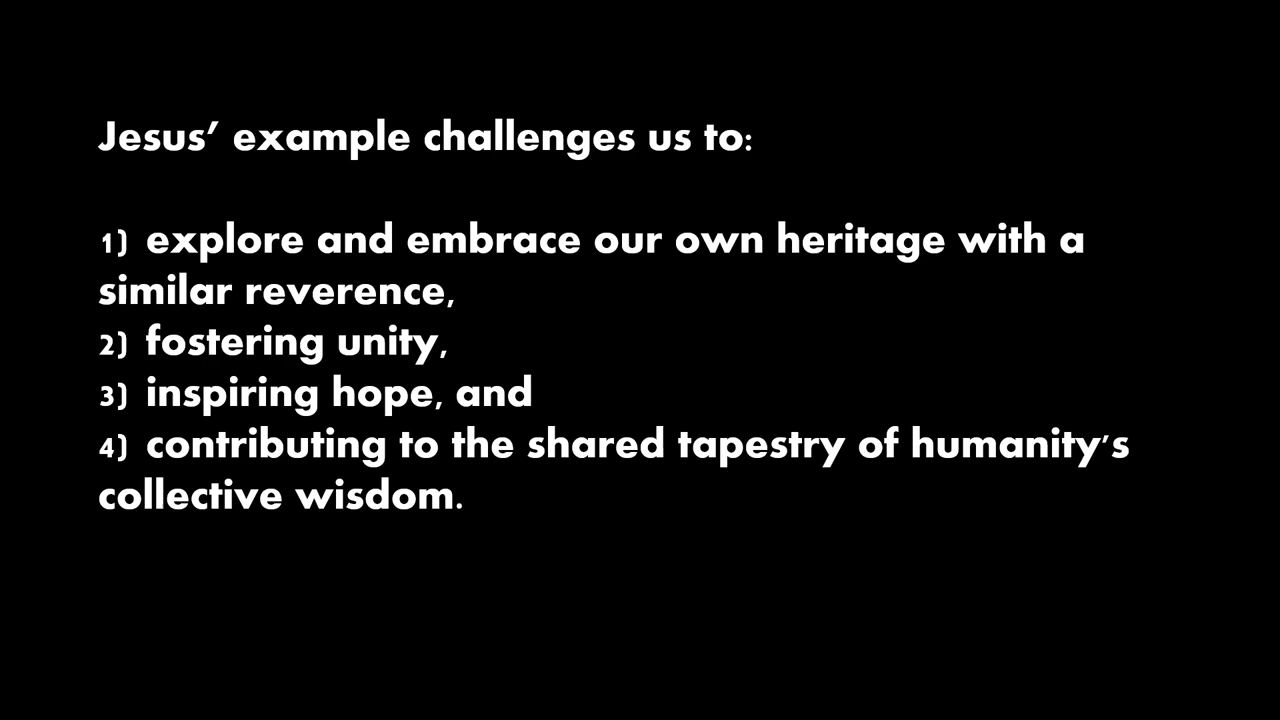 Jesus’ example challenges us to:
1) explore and embrace our own heritage with a
similar reverence,
2) fostering unity,
3) inspiring hope, and
4) contributing to the shared tapestry of humanity's
collective wisdom.